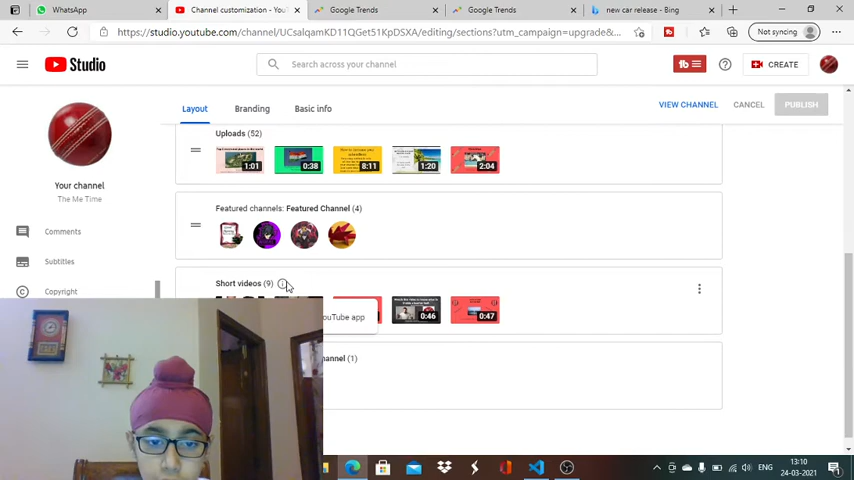 WhatsApp
Channel customization - YouT
Google Trends
Google Trends
new car release - Bing
https://studio.youtube.com/channel/UCsalqamKD11QGet51KpDSXA/editing/sections?utm_campaign=upgrade&...
Not syncing
Studio
Search across your channel
CREATE
Layout
Branding
Basic info
VIEW CHANNEL
CANCEL
PUBLISH
Uploads (52)
1:01
0:38
8:11
1:20
2:04
Your channel
The Me Time
Featured channels: Featured Channel (4)
Comments
Subtitles
Copyright
Short videos (9)
ouTube app
0:46
0:47
hannel (1)
ENG
13:10
24-03-2021